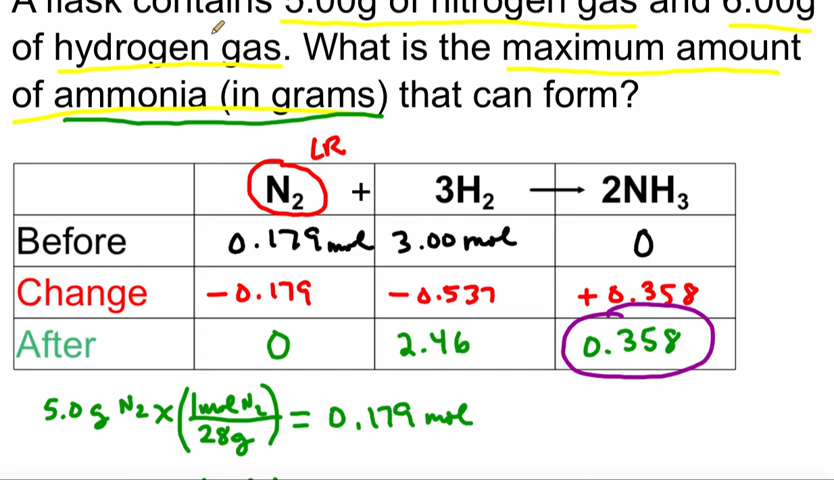 A flask contains 5.00g of nitrogen gas and 6.00g
of hydrogen gas. What is the maximum amount
of ammonia (in grams) that can form?
LR
N₂ + 3H₂ → 2NH₃
Before 0.179 mol 3.00 mol 0
Change -0.179 -0.537 +0.358
After 0 2.46 0.358
5.0 g N₂ x (1 mol N₂ / 28g) = 0.179 mol